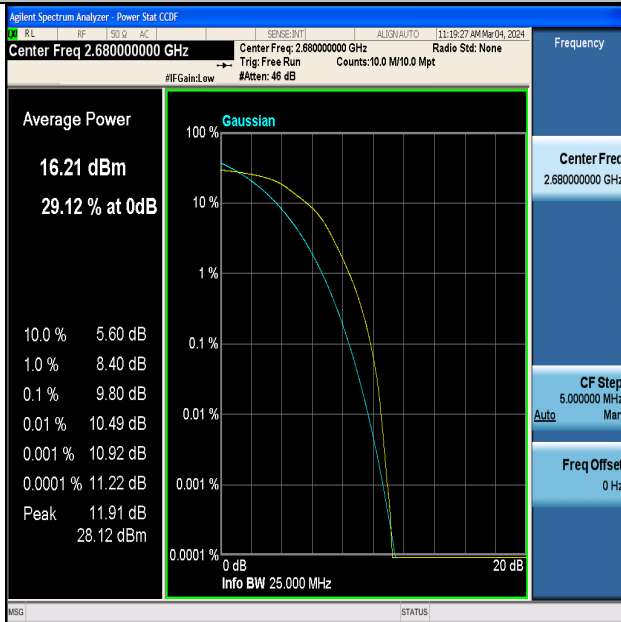 Agilent Spectrum Analyzer - Power Stat CCDF
LXI RL RF 50 Ω AC SENSE:INT ALIGNAUTO 11:19:27 AM Mar 04, 2024
Center Freq 2.680000000 GHz
Center Freq: 2.680000000 GHz Radio Std: None
Trig: Free Run Counts:10.0 M/10.0 Mpt
#IFGain:Low #Atten: 46 dB
Frequency
Average Power
16.21 dBm
29.12 % at 0dB
10.0 % 5.60 dB
1.0 % 8.40 dB
0.1 % 9.80 dB
0.01 % 10.49 dB
0.001 % 10.92 dB
0.0001 % 11.22 dB
Peak 11.91 dB
28.12 dBm
Gaussian
100 %
10 %
1 %
0.1 %
0.01 %
0.001 %
0.0001 %
0 dB 20 dB
Info BW 25.000 MHz
Center Freq
2.680000000 GHz
CF Step
5.000000 MHz
Auto Man
Freq Offset
0 Hz
MSG STATUS